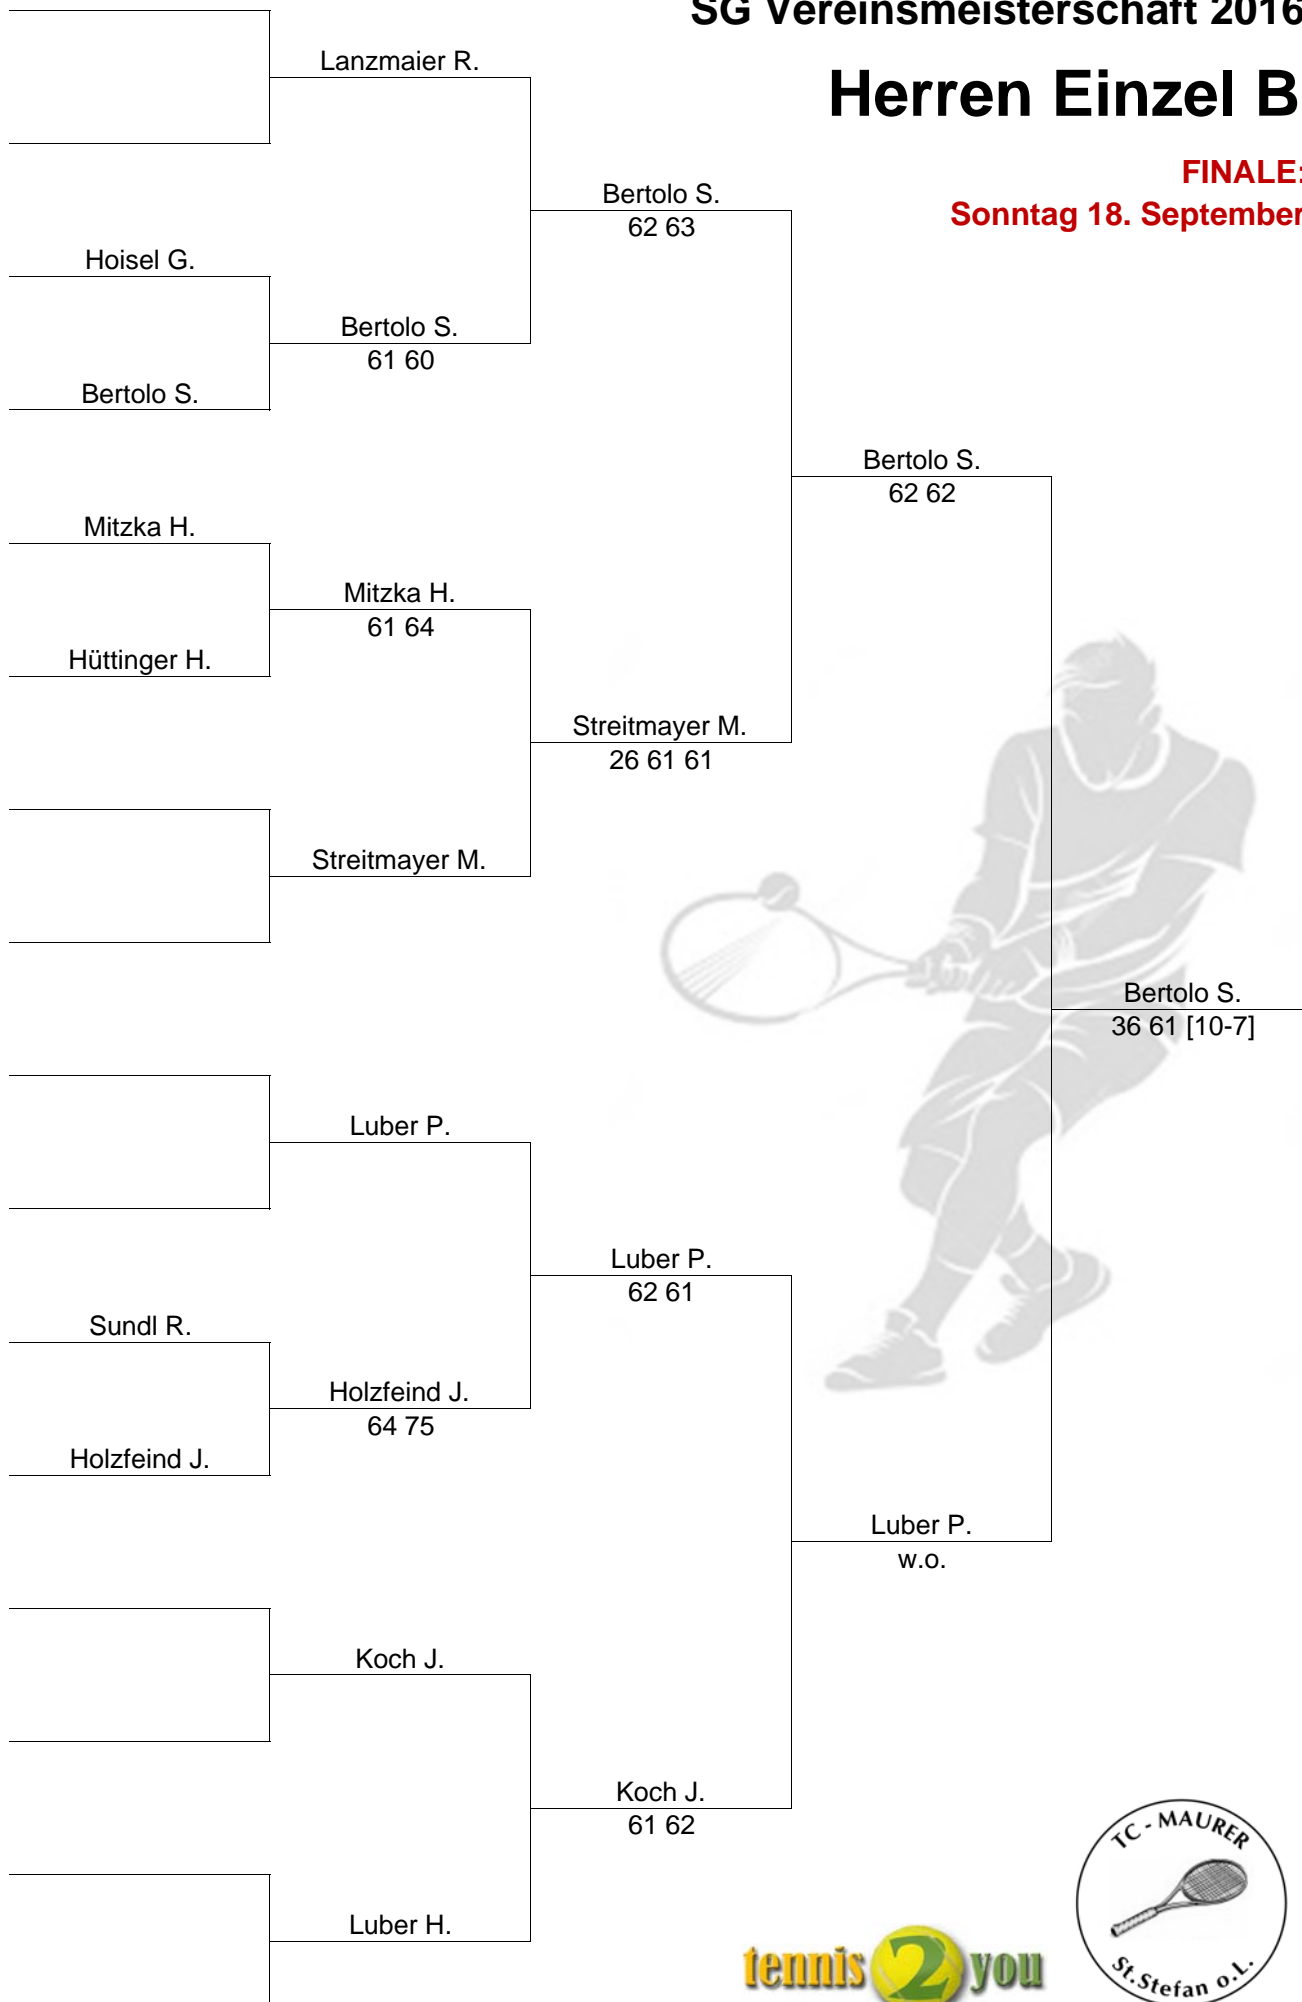 SG Vereinsmeisterschaft 2016
Herren Einzel B
FINALE:
Sonntag 18. September
Lanzmaier R.
Bertolo S.
62 63
Hoisel G.
Bertolo S.
61 60
Bertolo S.
Bertolo S.
62 62
Mitzka H.
Mitzka H.
61 64
Hüttinger H.
Streitmayer M.
26 61 61
Streitmayer M.
Bertolo S.
36 61 [10-7]
Luber P.
Luber P.
62 61
Sundl R.
Holzfeind J.
64 75
Holzfeind J.
Luber P.
w.o.
Koch J.
Koch J.
61 62
Luber H.
tennis 2 you
TC - MAURER
St.Stefan o.L.